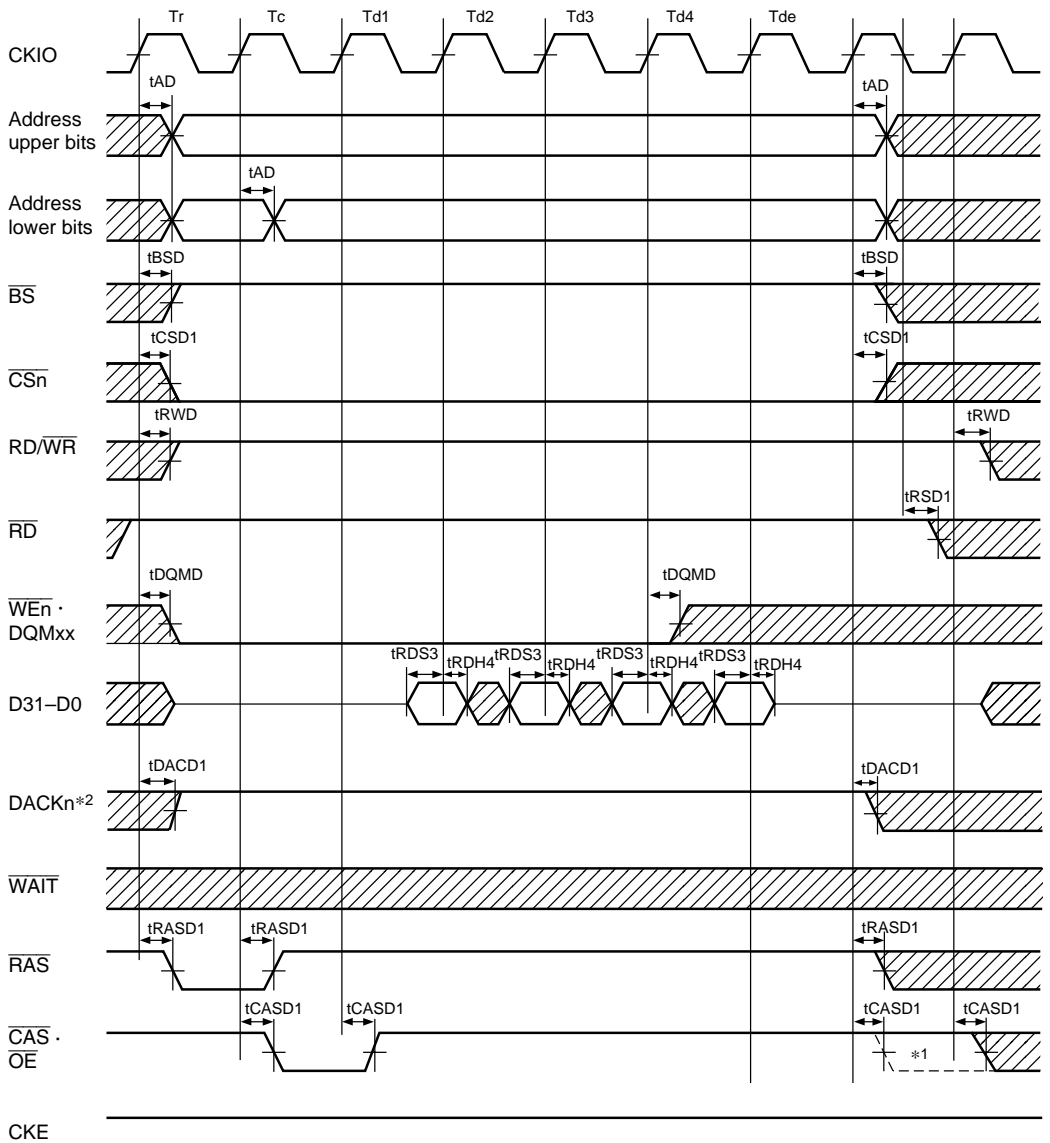 Tr Tc Td1 Td2 Td3 Td4 Tde
CKIO
tAD tAD
Address
upper bits
tAD
Address
lower bits
tBSD tBSD
BS
tCSD1 tCSD1
CSn
tRWD tRWD
RD/WR
tRSD1
RD
tDQMD tDQMD
WEn ·
DQMxx
tRDS3 tRDH4 tRDS3 tRDH4 tRDS3 tRDH4 tRDS3 tRDH4
D31–D0
tDACD1 tDACD1
DACKn*2
WAIT
tRASD1 tRASD1 tRASD1
RAS
tCASD1 tCASD1 tCASD1 tCASD1
CAS ·
OE
*1
CKE